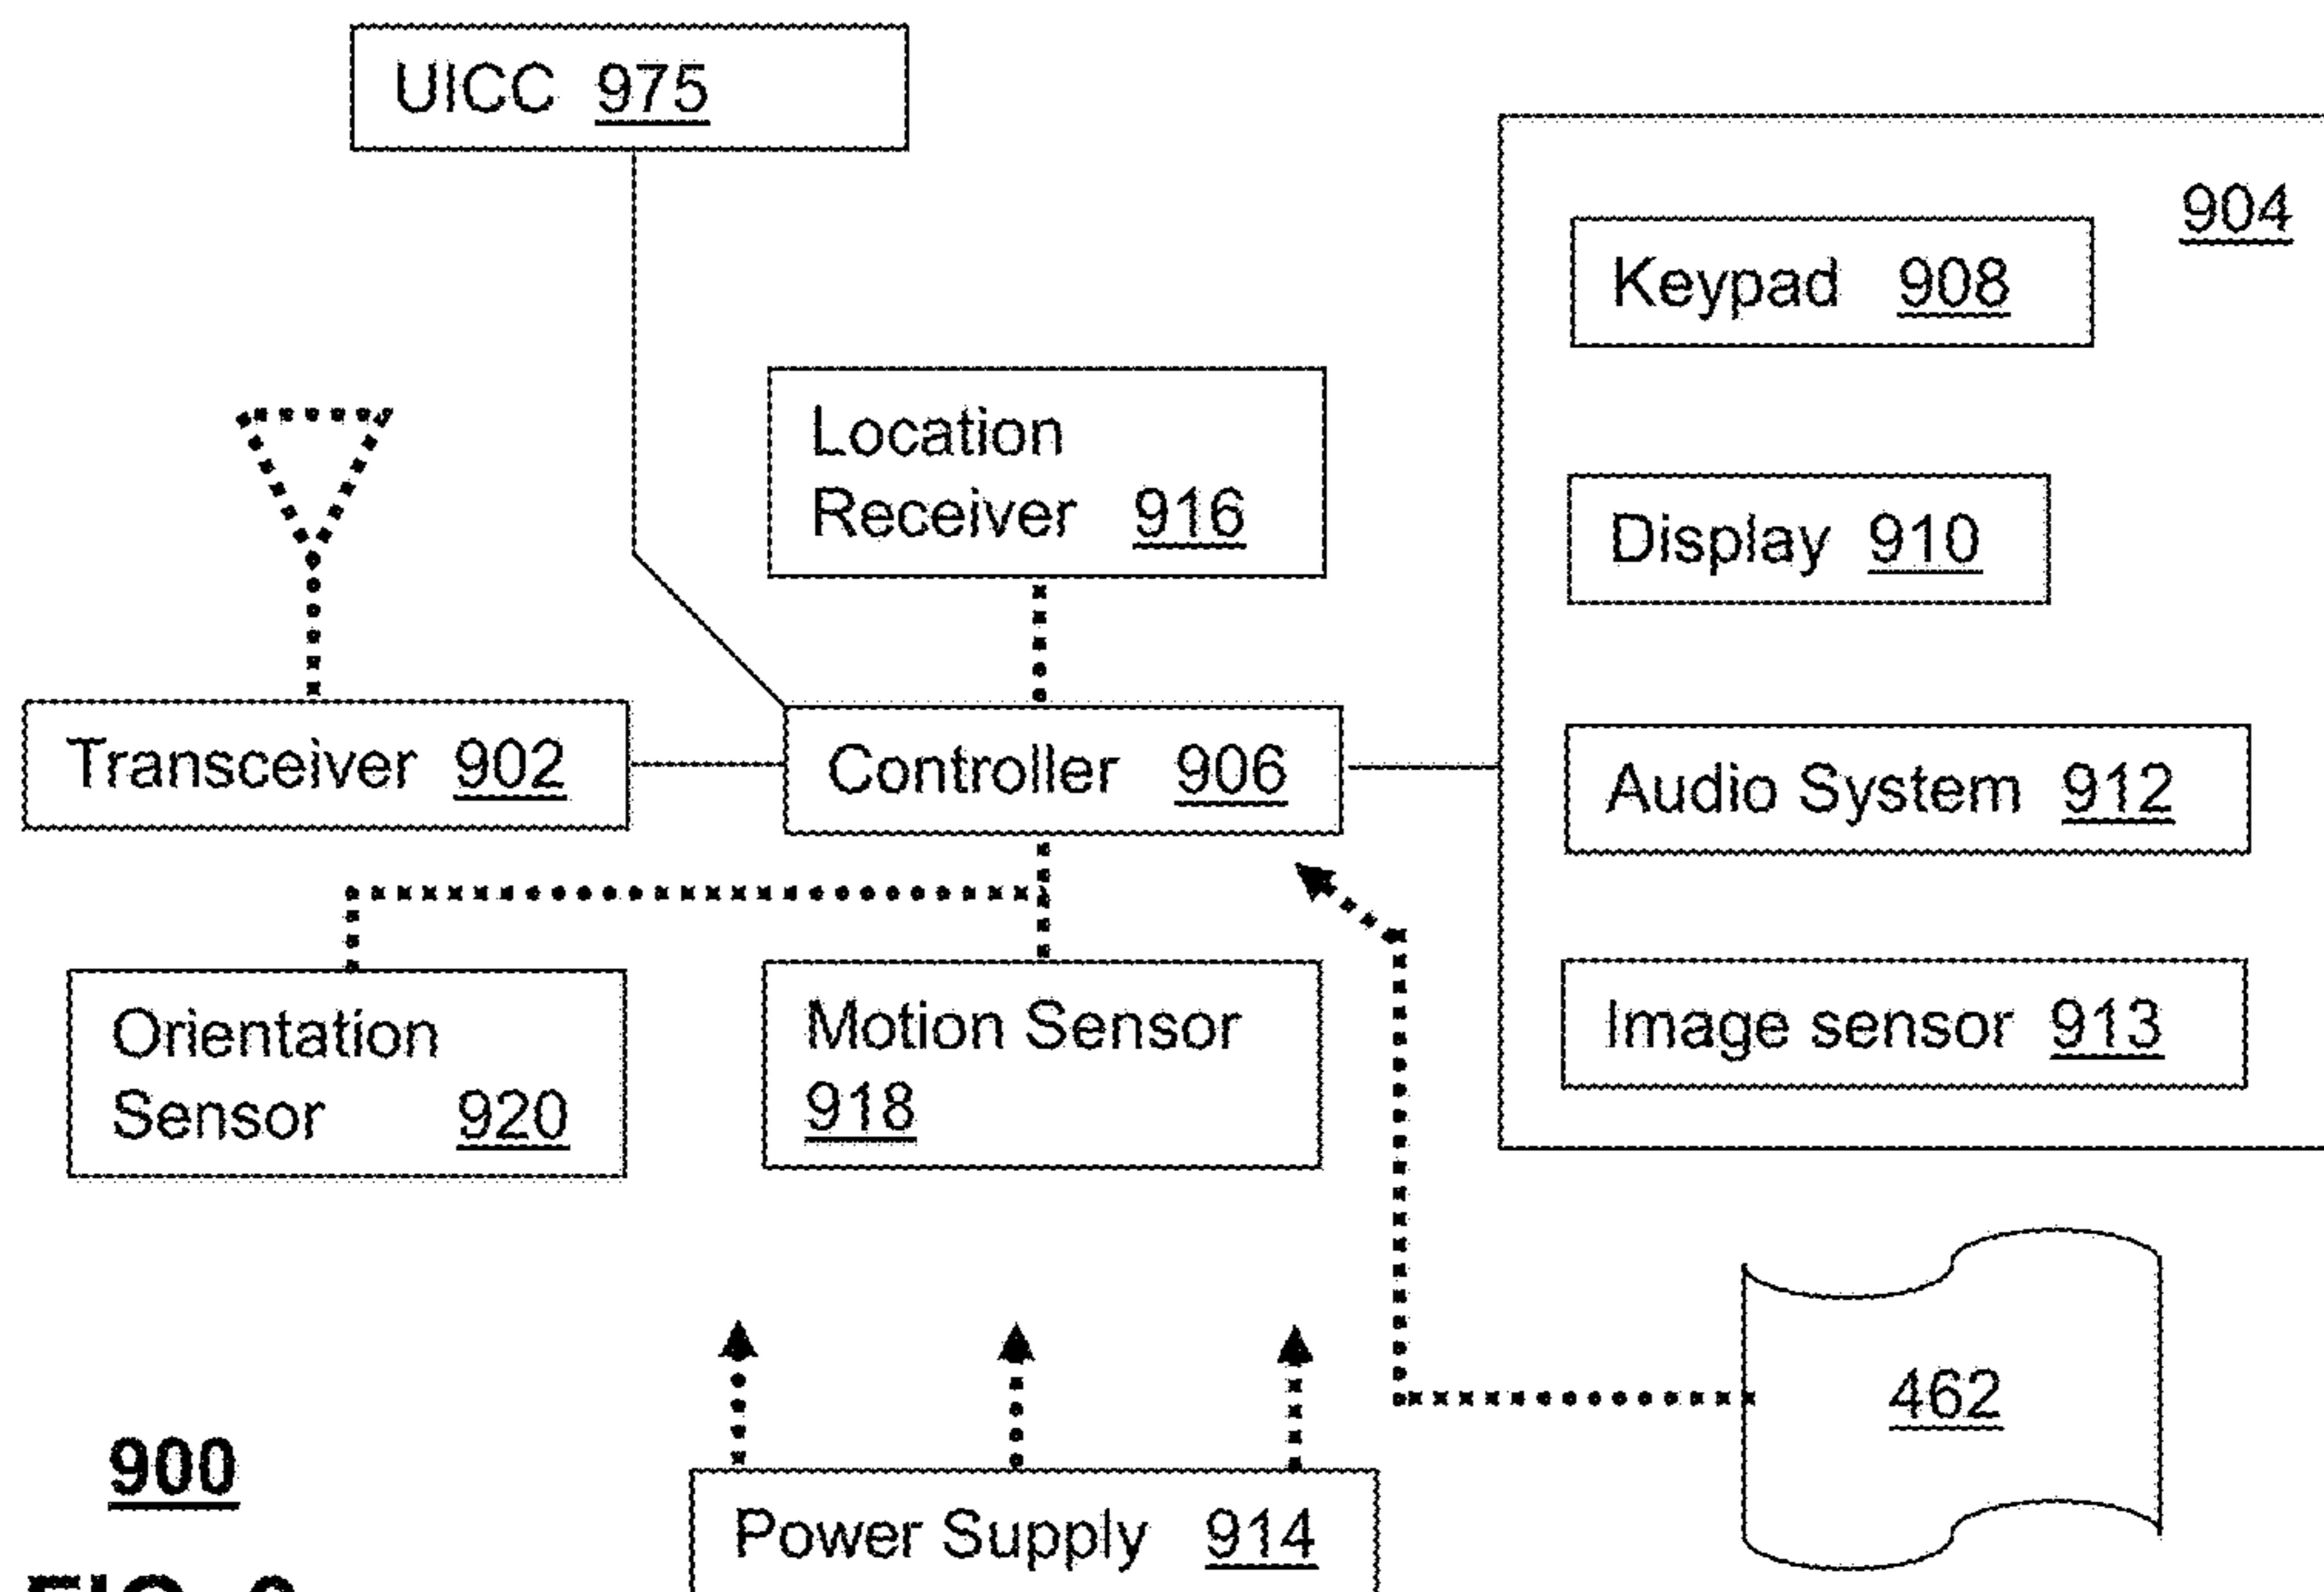 UICC 975
904
Keypad 908
Location
Receiver 916
Display 910
Transceiver 902
Controller 906
Audio System 912
Orientation
Sensor 920
Motion Sensor
918
Image sensor 913
462
900
Power Supply 914